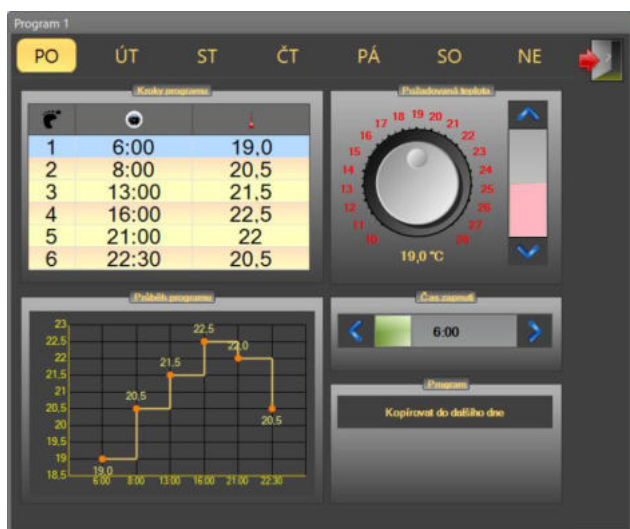 Program 1
PO ÚT ST ČT PÁ SO NE
Kroky programu
1 6:00 19,0
2 8:00 20,5
3 13:00 21,5
4 16:00 22,5
5 21:00 22
6 22:30 20,5
Požadovaná teplota
10 11 12 13 14 15 16 17 18 19 20 21 22 23 24 25 26 27 28
19,0 °C
Průběh programu
23
22,5
22
21,5
21
20,5
20
19,5
19
18,5
19,0 20,5 21,5 22,5 22,0 20,5
6:00 8:00 13:00 16:00 21:00 22:30
Čas zapnutí
6:00
Program
Kopírovat do dalšího dne